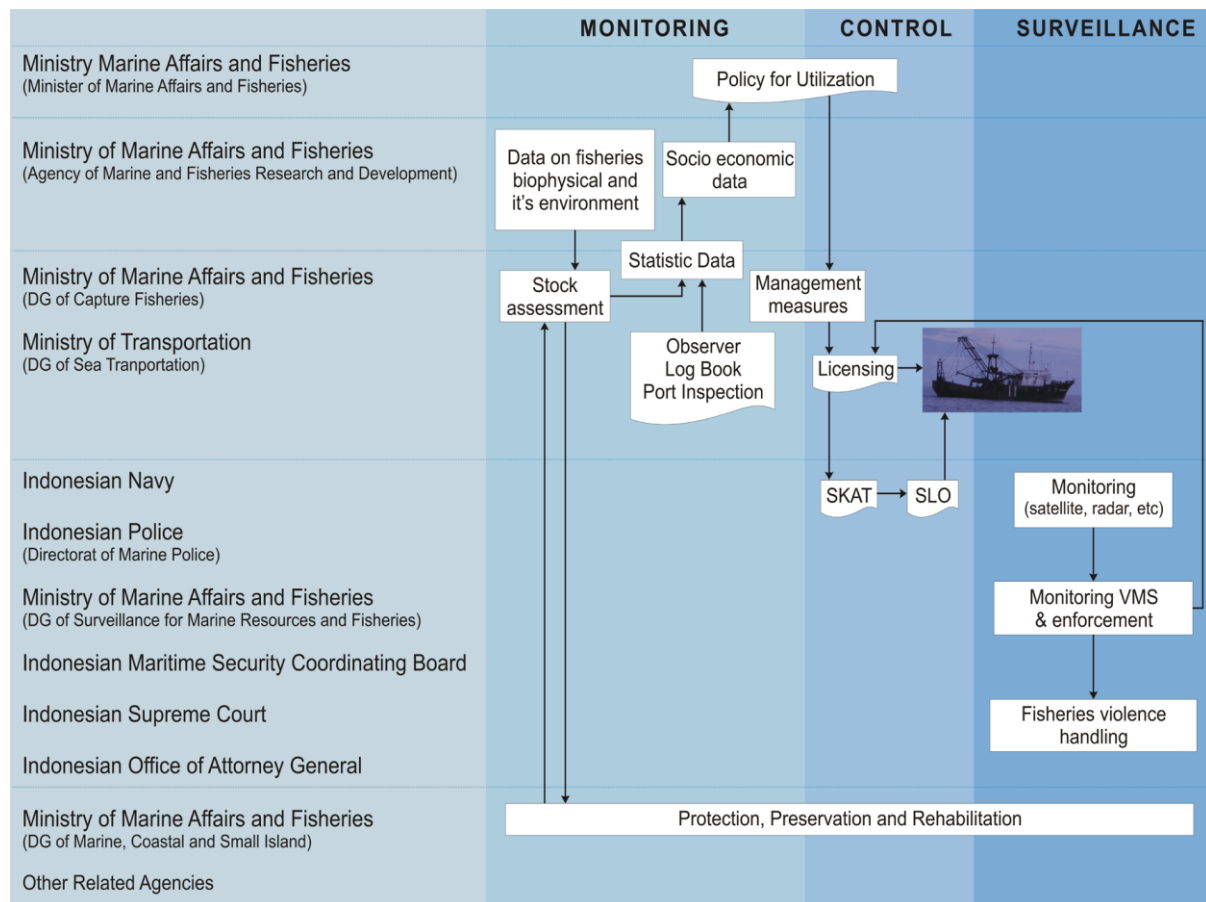 MONITORING
CONTROL
SURVEILLANCE
Ministry Marine Affairs and Fisheries
(Minister of Marine Affairs and Fisheries)
Policy for Utilization
Ministry of Marine Affairs and Fisheries
(Agency of Marine and Fisheries Research and Development)
Data on fisheries
biophysical and
it's environment
Socio economic
data
Ministry of Marine Affairs and Fisheries
(DG of Capture Fisheries)
Stock
assessment
Statistic Data
Management
measures
Ministry of Transportation
(DG of Sea Tranportation)
Observer
Log Book
Port Inspection
Licensing
Indonesian Navy
SKAT
SLO
Monitoring
(satellite, radar, etc)
Indonesian Police
(Directorat of Marine Police)
Ministry of Marine Affairs and Fisheries
(DG of Surveillance for Marine Resources and Fisheries)
Monitoring VMS
& enforcement
Indonesian Maritime Security Coordinating Board
Indonesian Supreme Court
Fisheries violence
handling
Indonesian Office of Attorney General
Ministry of Marine Affairs and Fisheries
(DG of Marine, Coastal and Small Island)
Protection, Preservation and Rehabilitation
Other Related Agencies